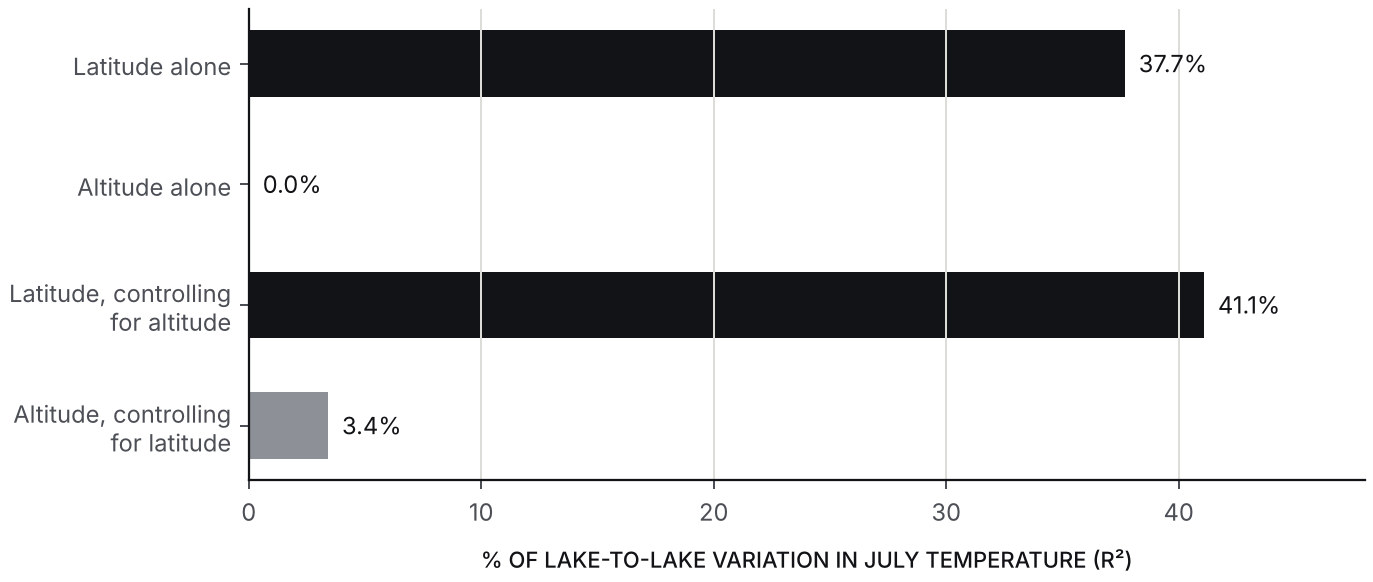 Latitude alone
37.7%
Altitude alone
0.0%
Latitude, controlling
for altitude
41.1%
Altitude, controlling
for latitude
3.4%
0 10 20 30 40
% OF LAKE-TO-LAKE VARIATION IN JULY TEMPERATURE (R²)